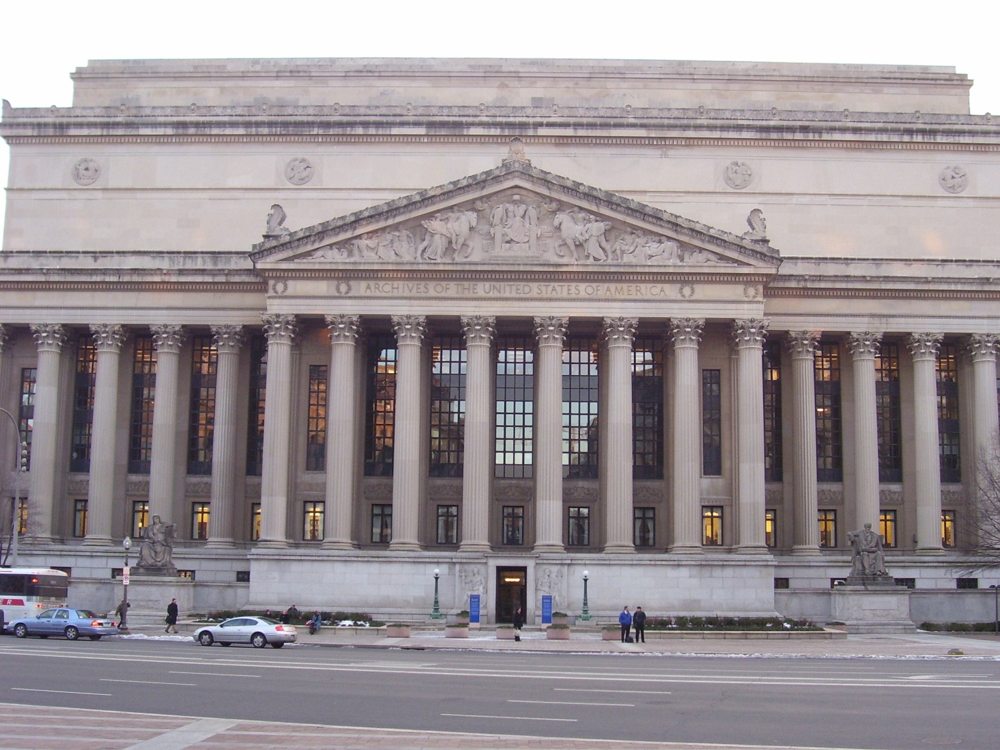 ARCHIVES OF THE UNITED STATES OF AMERICA